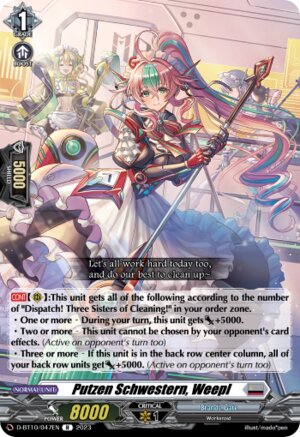 1
GRADE
BOOST
5000
SHIELD
Let's all work hard today too,
and do our best to clean up~
CONT【】:This unit gets all of the following according to the number
of "Dispatch! Three Sisters of Cleaning!" in your order zone.
・One or more - During your turn, this unit gets +5000.
・Two or more - This unit cannot be chosen by your opponent's card
effects. (Active on opponent's turn too)
・Three or more - If this unit is in the back row center column, all of
your back row units get +5000. (Active on opponent's turn too)
NORMAL UNIT
Putzen Schwestern, Weepl
POWER
8000
CRITICAL
1
Brandt Gate
Workeroid
D-BT10/047EN R 2023
illust/mado*pen